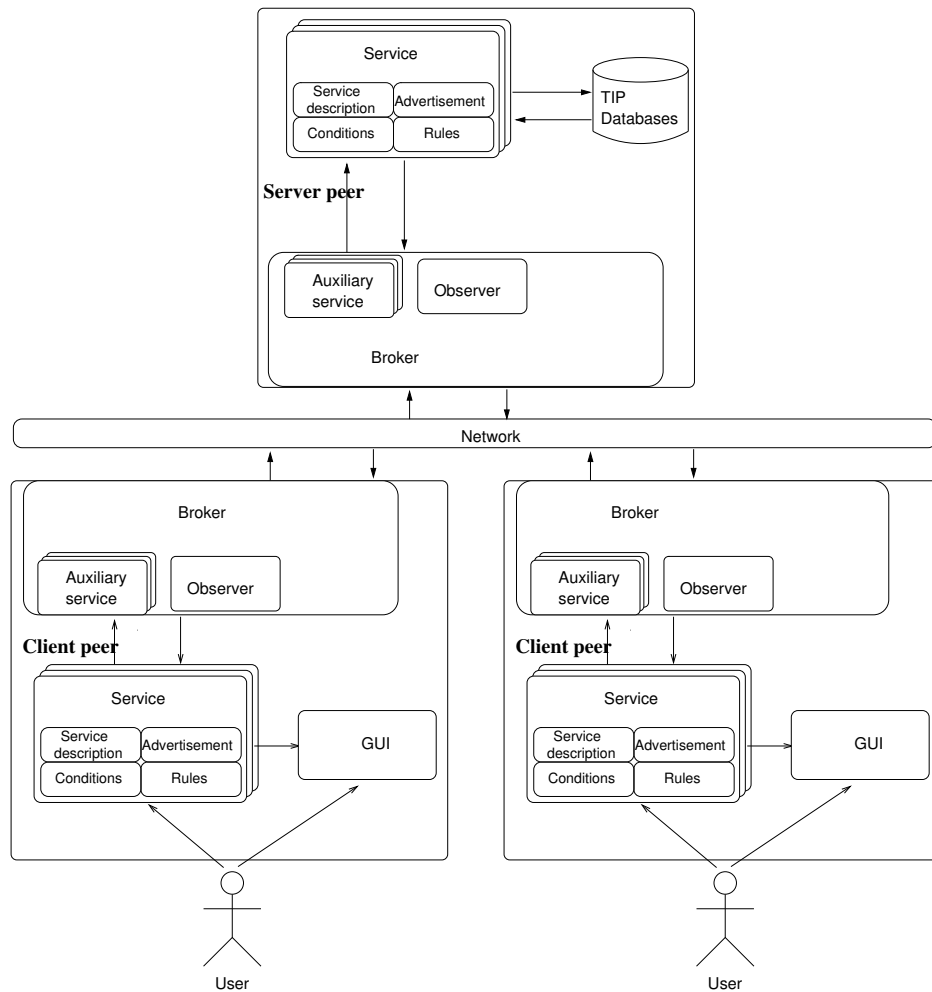 Service
Service
description
Advertisement
Conditions
Rules
TIP
Databases
Server peer
Auxiliary
service
Observer
Broker
Network
Broker
Auxiliary
service
Observer
Client peer
Service
Service
description
Advertisement
Conditions
Rules
GUI
User
Broker
Auxiliary
service
Observer
Client peer
Service
Service
description
Advertisement
Conditions
Rules
GUI
User